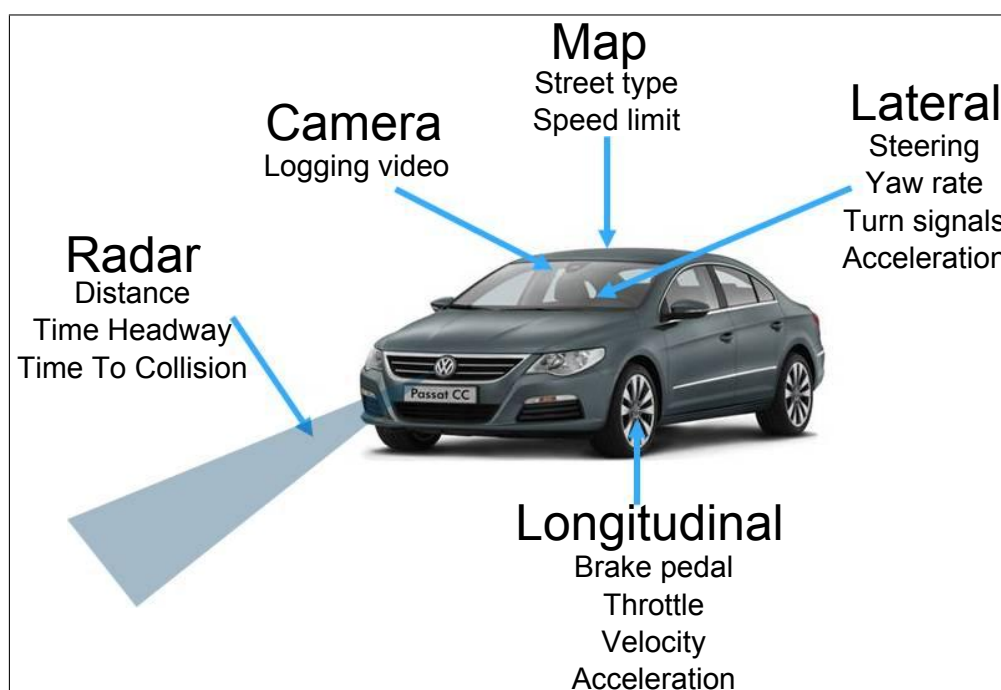 Map
Street type
Speed limit
Camera
Logging video
Lateral
Steering
Yaw rate
Turn signals
Acceleration
Radar
Distance
Time Headway
Time To Collision
Passat CC
Longitudinal
Brake pedal
Throttle
Velocity
Acceleration